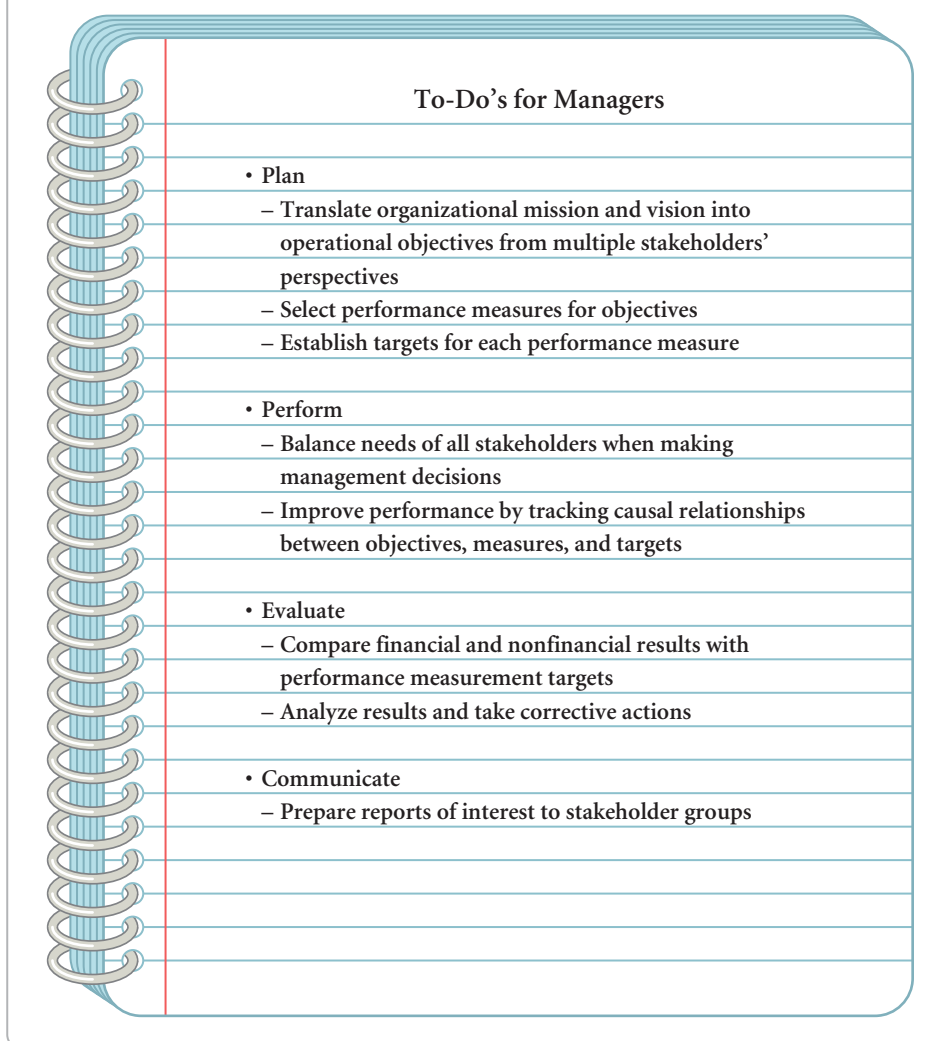 To-Do’s for Managers
• Plan
– Translate organizational mission and vision into
operational objectives from multiple stakeholders’
perspectives
– Select performance measures for objectives
– Establish targets for each performance measure
• Perform
– Balance needs of all stakeholders when making
management decisions
– Improve performance by tracking causal relationships
between objectives, measures, and targets
• Evaluate
– Compare financial and nonfinancial results with
performance measurement targets
– Analyze results and take corrective actions
• Communicate
– Prepare reports of interest to stakeholder groups